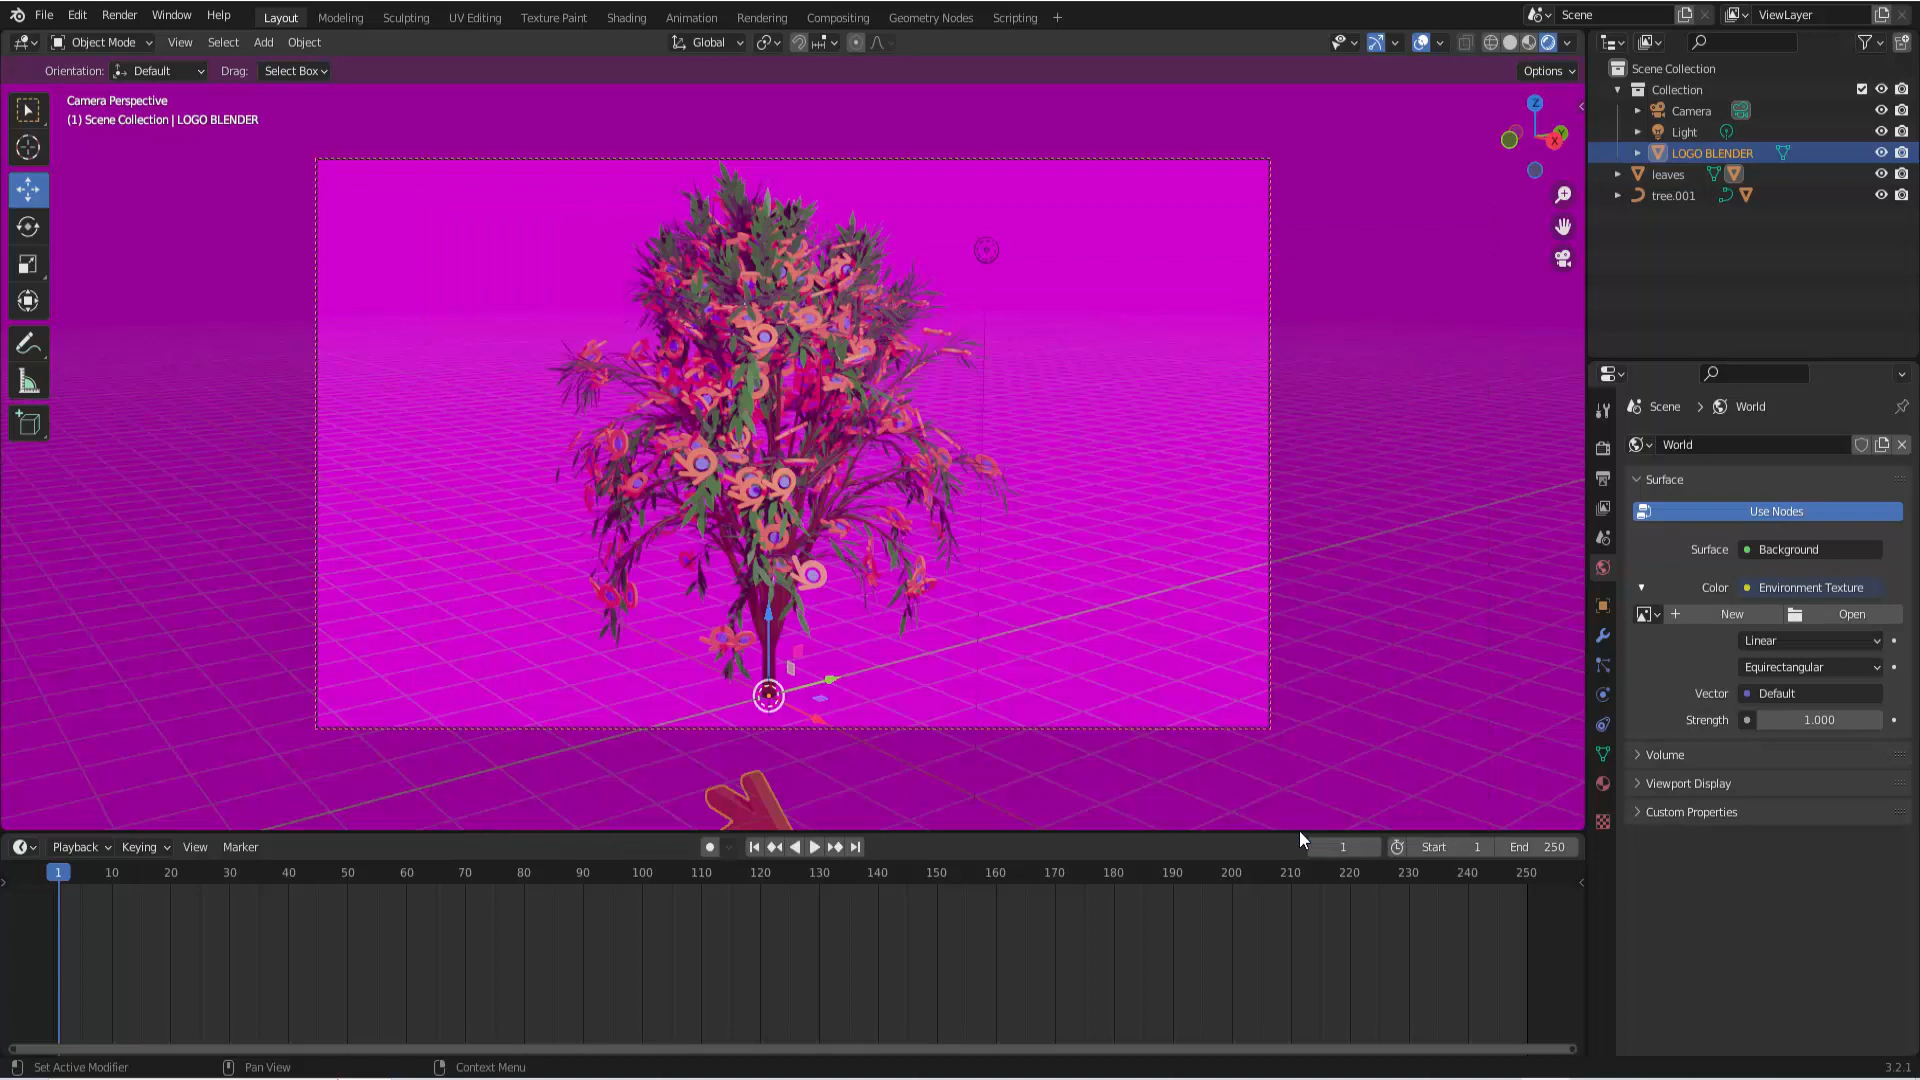 File Edit Render Window Help Layout Modeling Sculpting UV Editing Texture Paint Shading Animation Rendering Compositing Geometry Nodes Scripting + Scene ViewLayer
Object Mode View Select Add Object Global
Orientation: Default Drag: Select Box Options
Camera Perspective
(1) Scene Collection | LOGO BLENDER
Z
Y
X
Scene Collection
Collection
Camera
Light
LOGO BLENDER
leaves
tree.001
Scene > World
World
Surface
Use Nodes
Surface Background
Color Environment Texture
+ New Open
Linear
Equirectangular
Vector Default
Strength 1.000
Volume
Viewport Display
Custom Properties
Playback Keying View Marker 1 Start 1 End 250
1 10 20 30 40 50 60 70 80 90 100 110 120 130 140 150 160 170 180 190 200 210 220 230 240 250
Set Active Modifier Pan View Context Menu 3.2.1